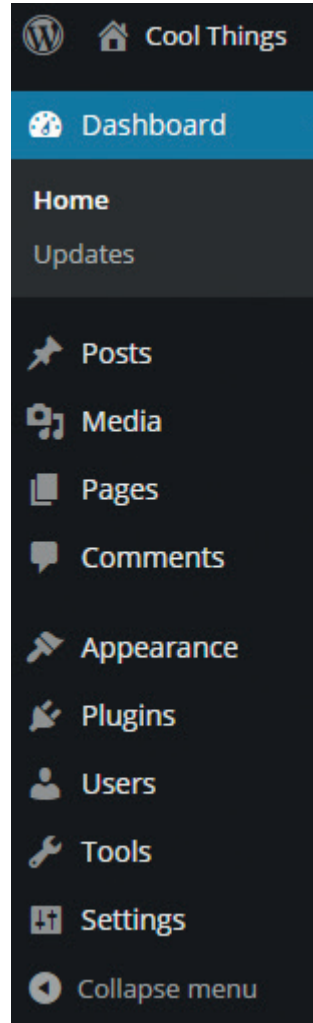 Cool Things
Dashboard
Home
Updates
Posts
Media
Pages
Comments
Appearance
Plugins
Users
Tools
Settings
Collapse menu